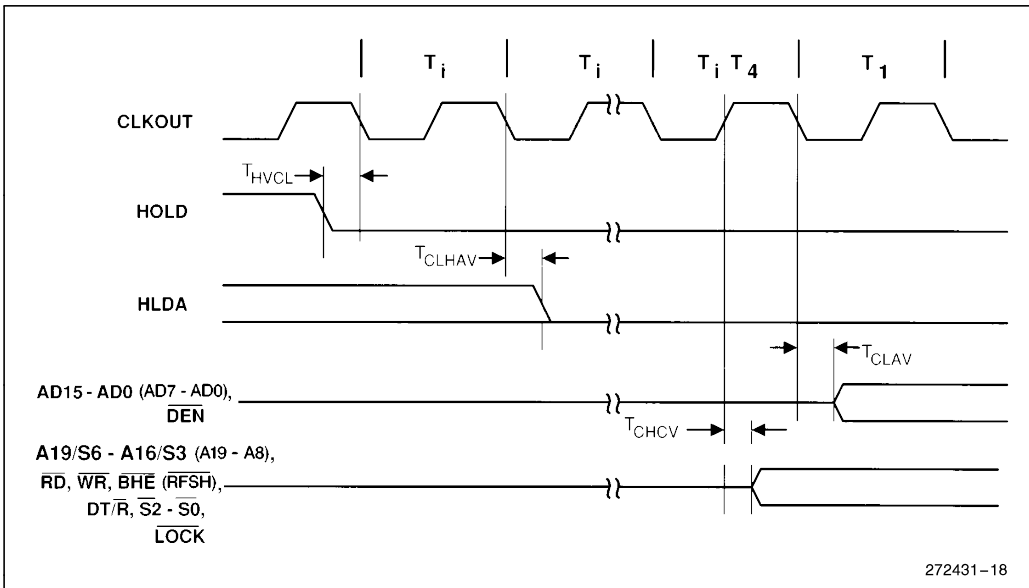 T i
T i
T i T 4
T 1
CLKOUT
T HVCL
HOLD
T CLHAV
HLDA
T CLAV
AD15 - AD0 (AD7 - AD0),
DEN
T CHCV
A19/S6 - A16/S3 (A19 - A8),
RD, WR, BHE (RFSH),
DT/R, S2 - S0,
LOCK
272431-18